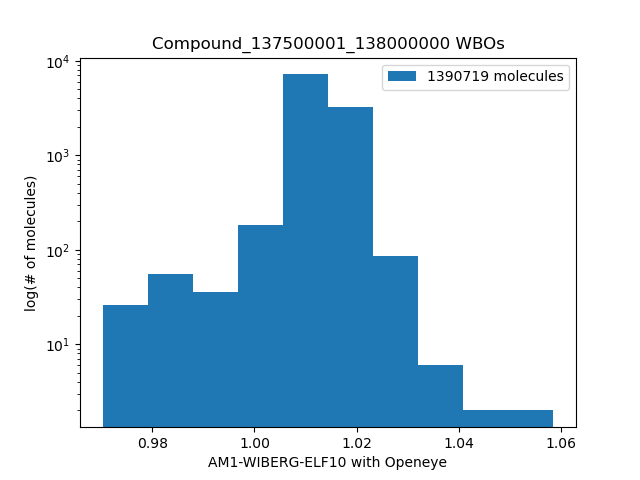 Compound_137500001_138000000 WBOs
1390719 molecules
10⁴
10³
10²
10¹
log(# of molecules)
0.98 1.00 1.02 1.04 1.06
AM1-WIBERG-ELF10 with Openeye